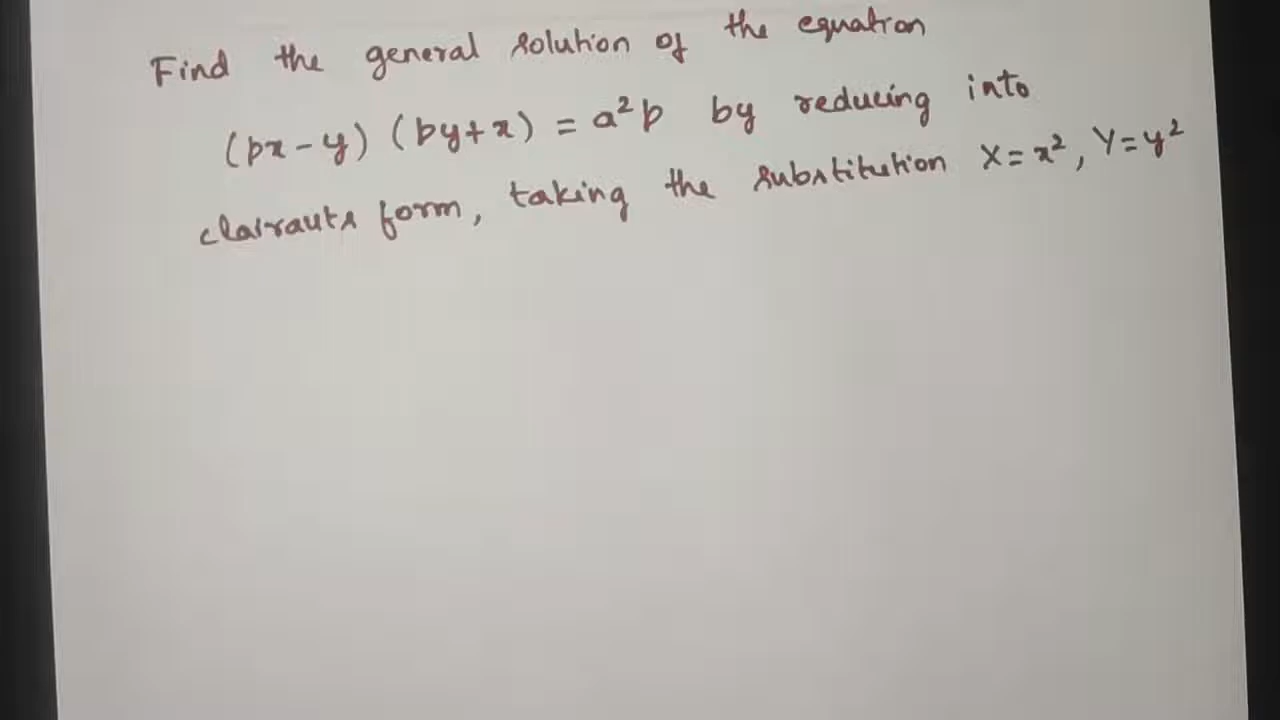 Find the general solution of the equation
(px - y) (py + x) = a²p by reducing into
clairauts form, taking the substitution X = x², Y = y²